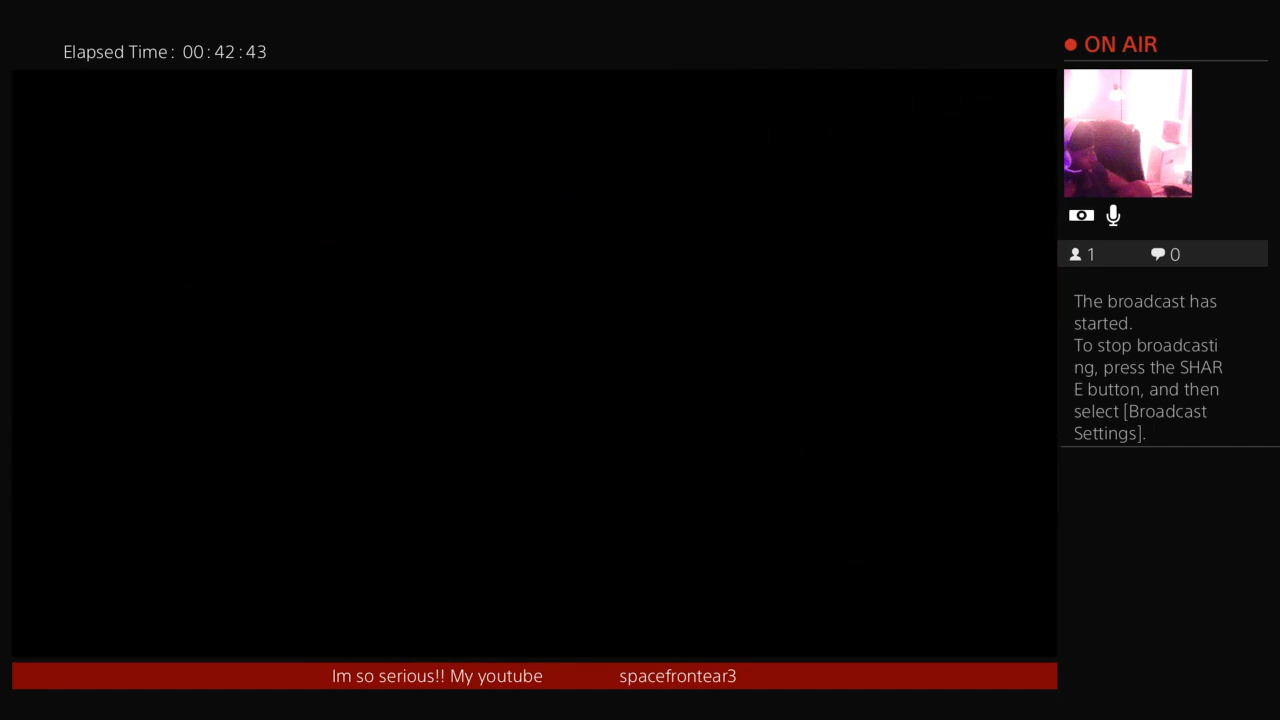 Elapsed Time: 00:42:43
ON AIR
1 0
The broadcast has
started.
To stop broadcasti
ng, press the SHAR
E button, and then
select [Broadcast
Settings].
Im so serious!! My youtube spacefrontear3